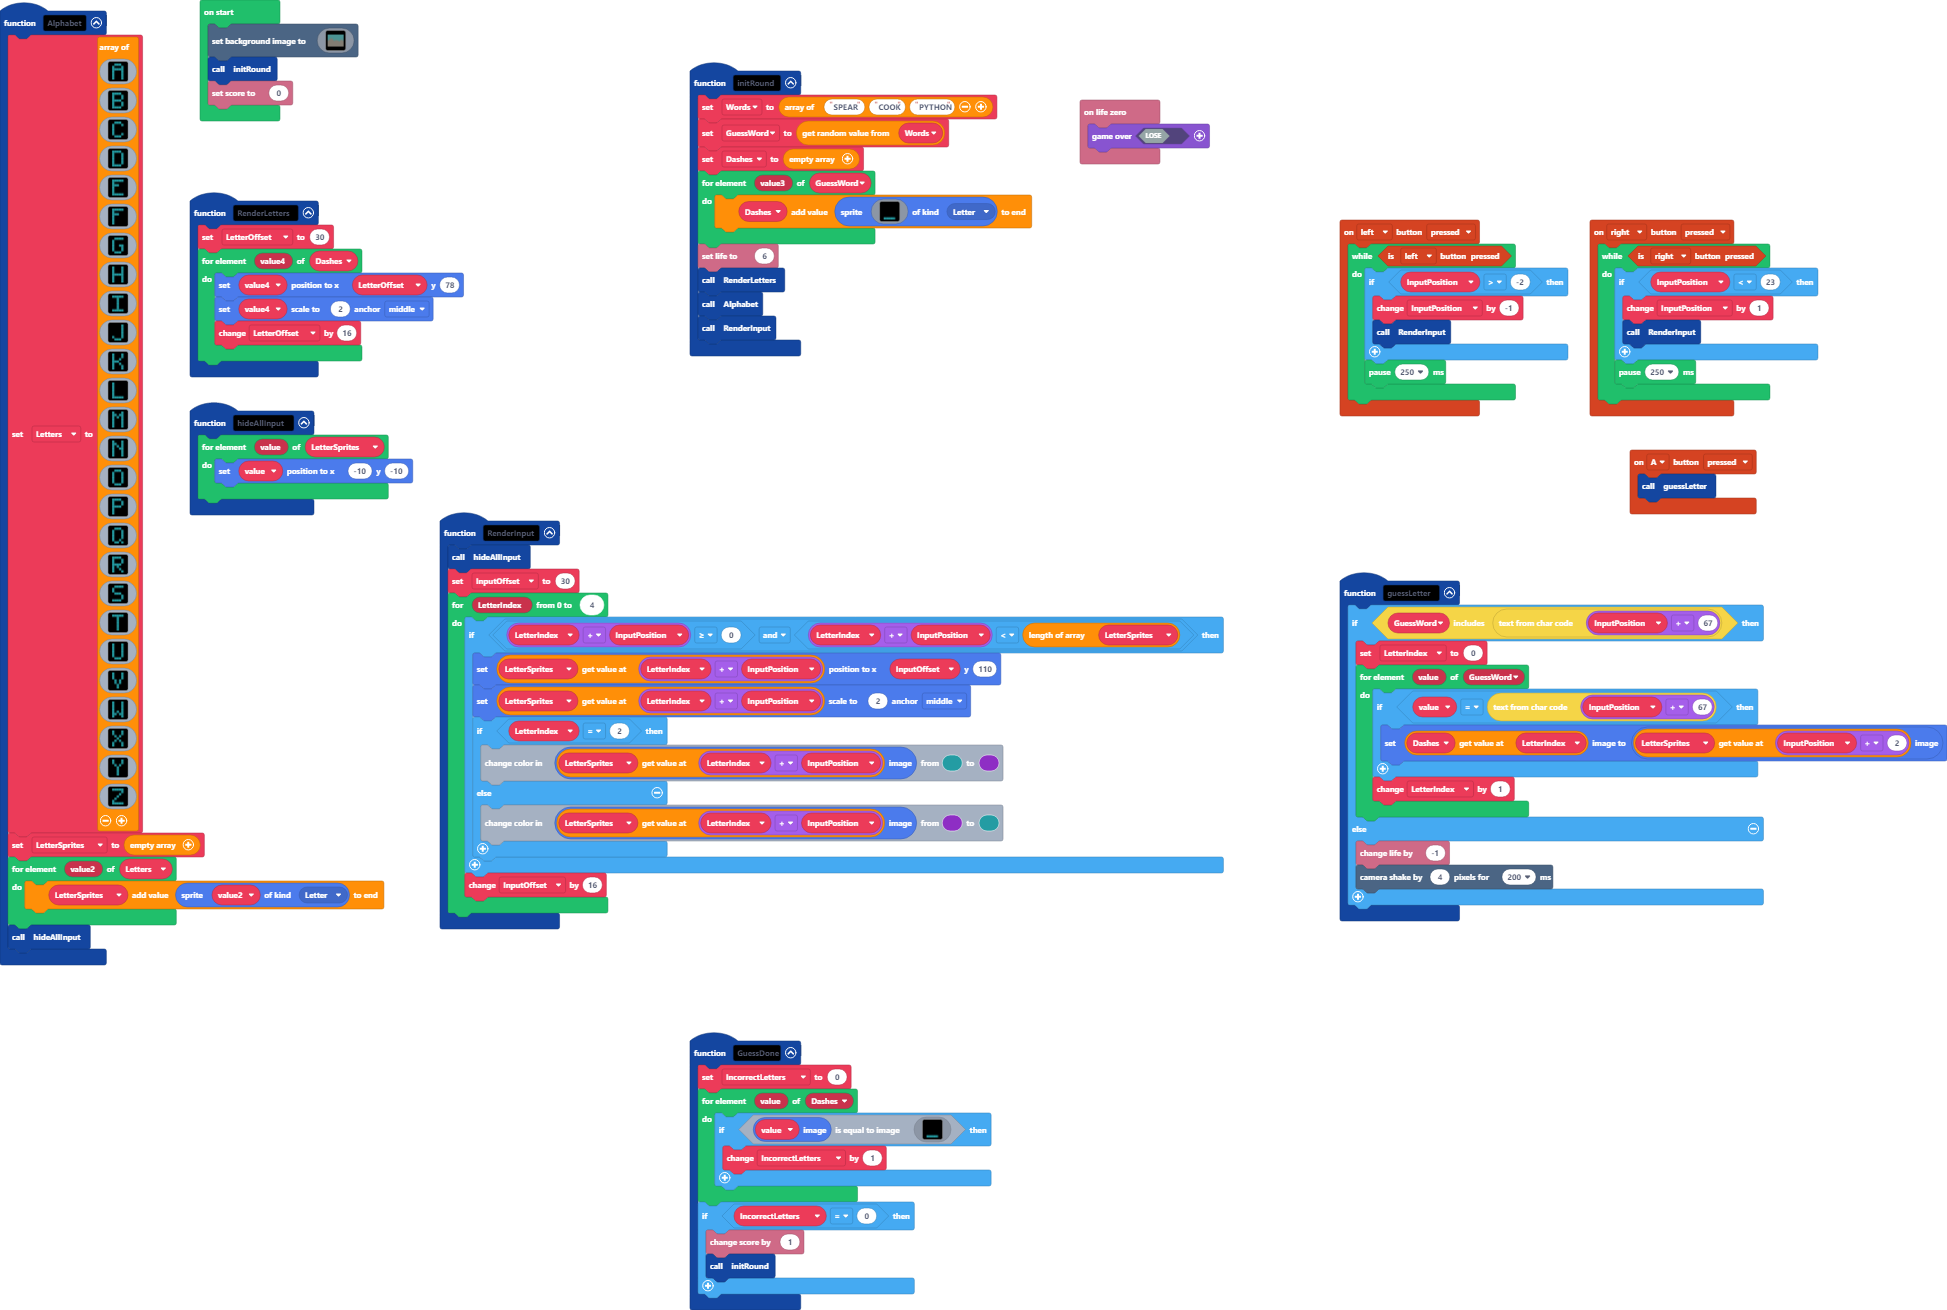 function Alphabet
set Letters to array of
A
B
C
D
E
F
G
H
I
J
K
L
M
N
O
P
Q
R
S
T
U
V
W
X
Y
Z
set LetterSprites to empty array
for element value2 of Letters
do
LetterSprites add value sprite value2 of kind Letter to end
call hideAllInput
on start
set background image to
call initRound
set score to 0
function RenderLetters
set LetterOffset to 30
for element value4 of Dashes
do
set value4 position to x LetterOffset y 78
set value4 scale to 2 anchor middle
change LetterOffset by 16
function hideAllInput
for element value of LetterSprites
do
set value position to x -10 y -10
function RenderInput
call hideAllInput
set InputOffset to 30
for LetterIndex from 0 to 4
do
if LetterIndex + InputPosition ≥ 0 and LetterIndex + InputPosition < length of array LetterSprites then
set LetterSprites get value at LetterIndex + InputPosition position to x InputOffset y 110
set LetterSprites get value at LetterIndex + InputPosition scale to 2 anchor middle
if LetterIndex = 2 then
change color in LetterSprites get value at LetterIndex + InputPosition image from to
else
change color in LetterSprites get value at LetterIndex + InputPosition image from to
change InputOffset by 16
function initRound
set Words to array of "SPEAR" "COOK" "PYTHON"
set GuessWord to get random value from Words
set Dashes to empty array
for element value3 of GuessWord
do
Dashes add value sprite of kind Letter to end
set life to 6
call RenderLetters
call Alphabet
call RenderInput
on life zero
game over LOSE
on left button pressed
while is left button pressed
do
if InputPosition > -2 then
change InputPosition by -1
call RenderInput
pause 250 ms
on right button pressed
while is right button pressed
do
if InputPosition < 23 then
change InputPosition by 1
call RenderInput
pause 250 ms
on A button pressed
call guessLetter
function guessLetter
if GuessWord includes text from char code InputPosition + 67 then
set LetterIndex to 0
for element value of GuessWord
do
if value = text from char code InputPosition + 67 then
set Dashes get value at LetterIndex image to LetterSprites get value at InputPosition + 2 image
change LetterIndex by 1
else
change life by -1
camera shake by 4 pixels for 200 ms
function GuessDone
set IncorrectLetters to 0
for element value of Dashes
do
if value image is equal to image then
change IncorrectLetters by 1
if IncorrectLetters = 0 then
change score by 1
call initRound